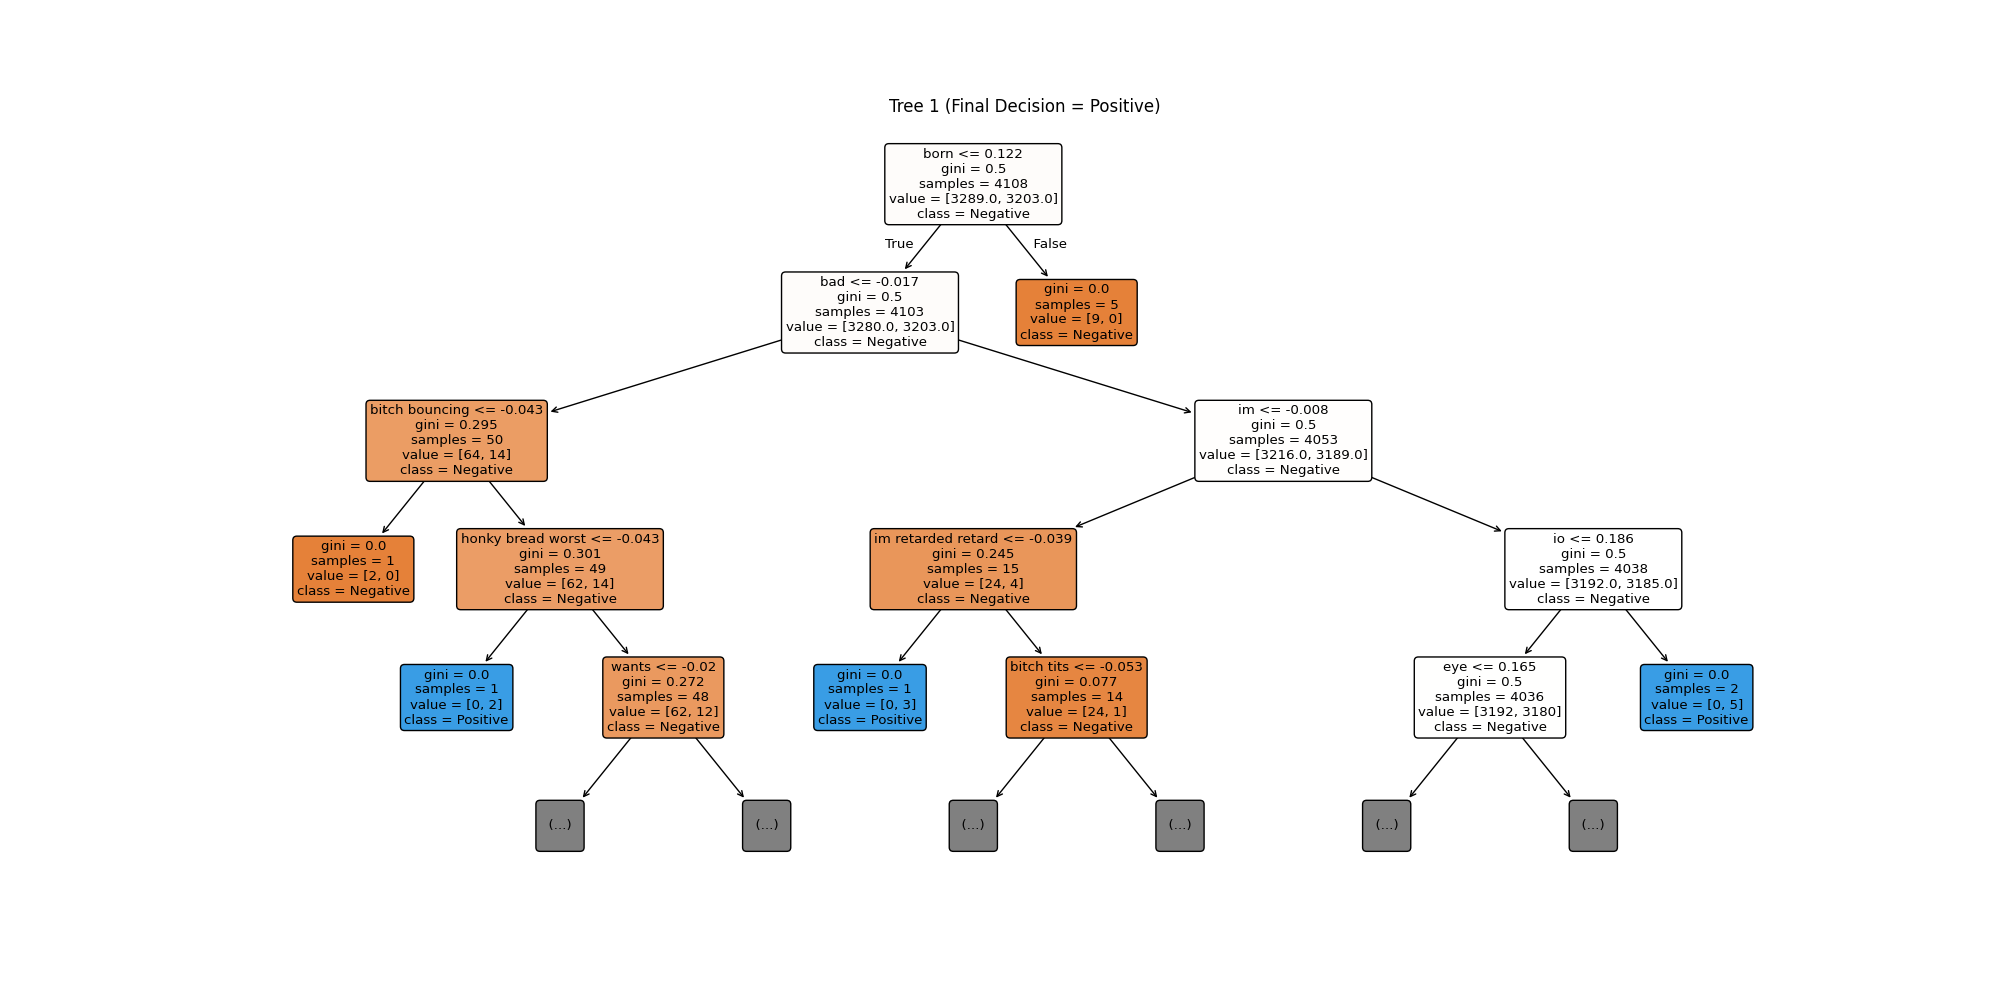 Tree 1 (Final Decision = Positive)
born <= 0.122
gini = 0.5
samples = 4108
value = [3289.0, 3203.0]
class = Negative
True
False
bad <= -0.017
gini = 0.5
samples = 4103
value = [3280.0, 3203.0]
class = Negative
gini = 0.0
samples = 5
value = [9, 0]
class = Negative
bitch bouncing <= -0.043
gini = 0.295
samples = 50
value = [64, 14]
class = Negative
im <= -0.008
gini = 0.5
samples = 4053
value = [3216.0, 3189.0]
class = Negative
gini = 0.0
samples = 1
value = [2, 0]
class = Negative
honky bread worst <= -0.043
gini = 0.301
samples = 49
value = [62, 14]
class = Negative
im retarded retard <= -0.039
gini = 0.245
samples = 15
value = [24, 4]
class = Negative
io <= 0.186
gini = 0.5
samples = 4038
value = [3192.0, 3185.0]
class = Negative
gini = 0.0
samples = 1
value = [0, 2]
class = Positive
wants <= -0.02
gini = 0.272
samples = 48
value = [62, 12]
class = Negative
gini = 0.0
samples = 1
value = [0, 3]
class = Positive
bitch tits <= -0.053
gini = 0.077
samples = 14
value = [24, 1]
class = Negative
eye <= 0.165
gini = 0.5
samples = 4036
value = [3192, 3180]
class = Negative
gini = 0.0
samples = 2
value = [0, 5]
class = Positive
(...)
(...)
(...)
(...)
(...)
(...)